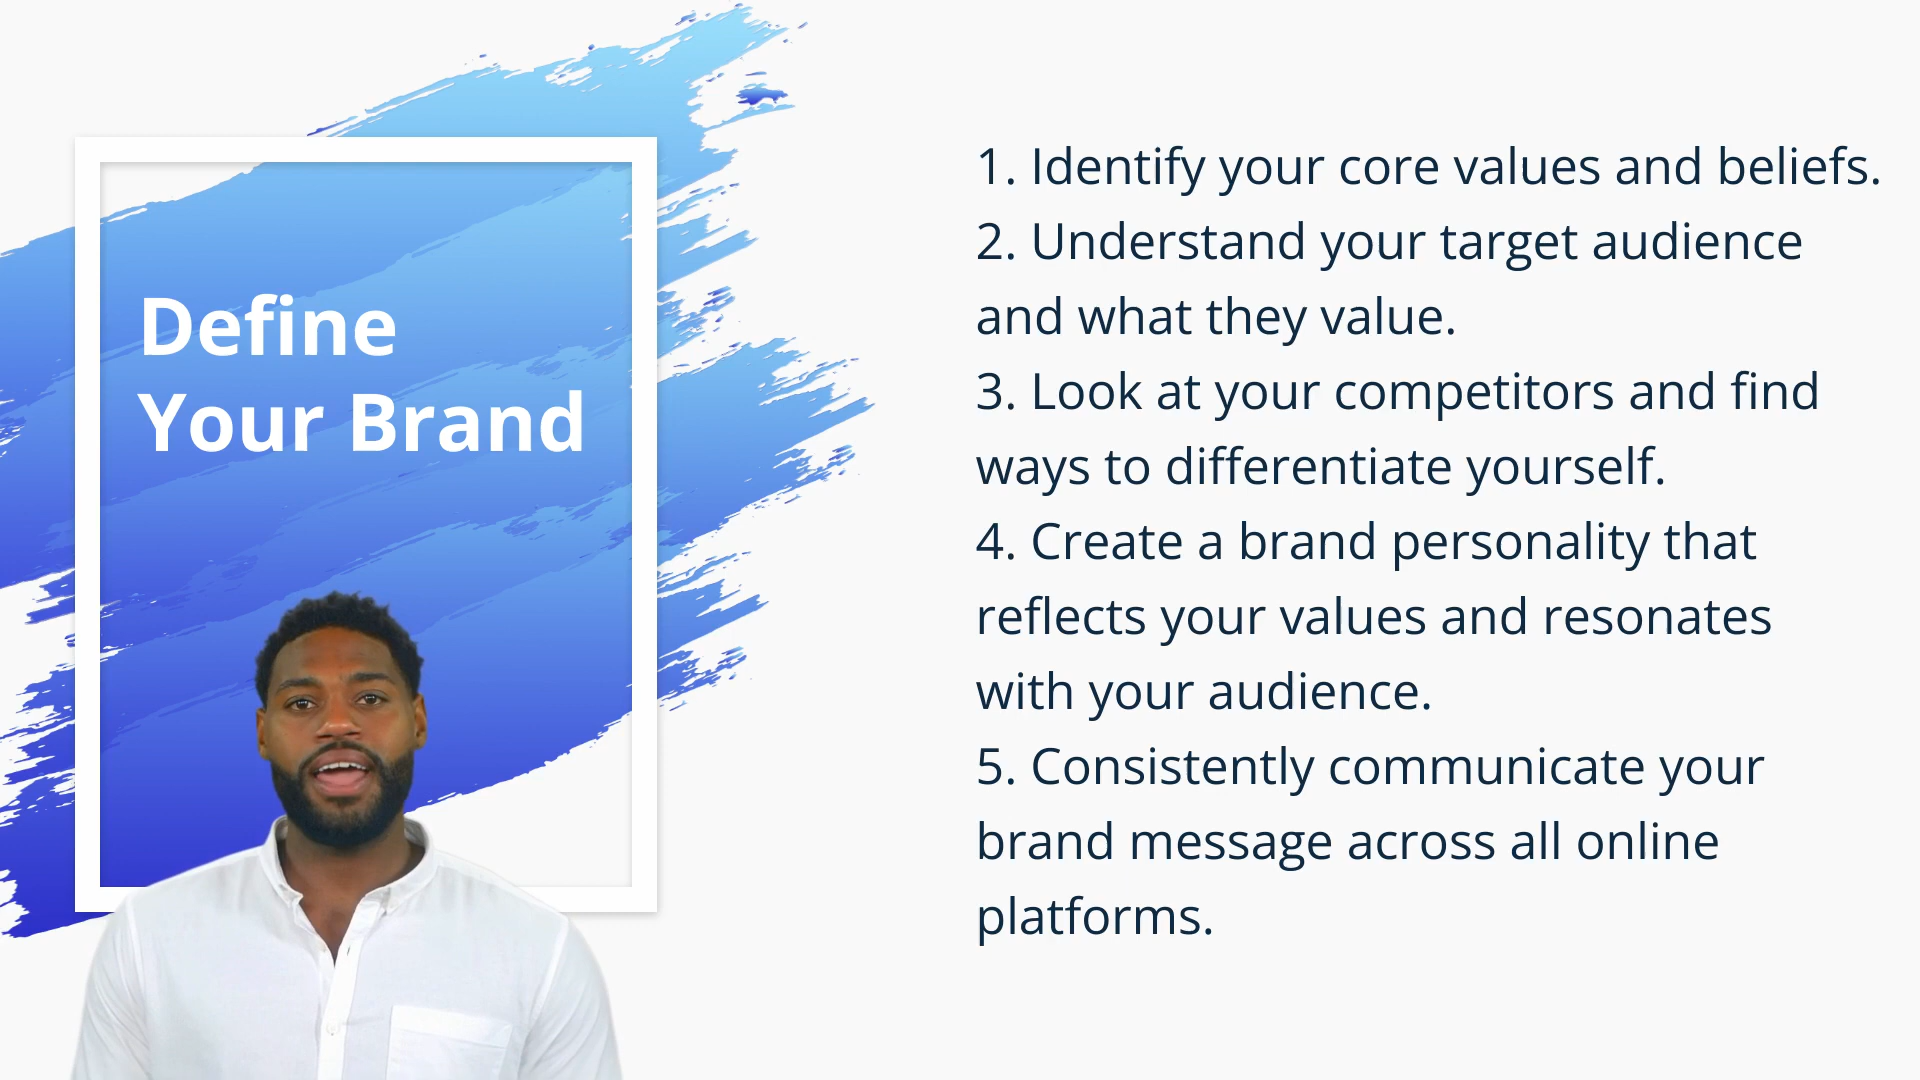 Define
Your Brand
1. Identify your core values and beliefs.
2. Understand your target audience
and what they value.
3. Look at your competitors and find
ways to differentiate yourself.
4. Create a brand personality that
reflects your values and resonates
with your audience.
5. Consistently communicate your
brand message across all online
platforms.